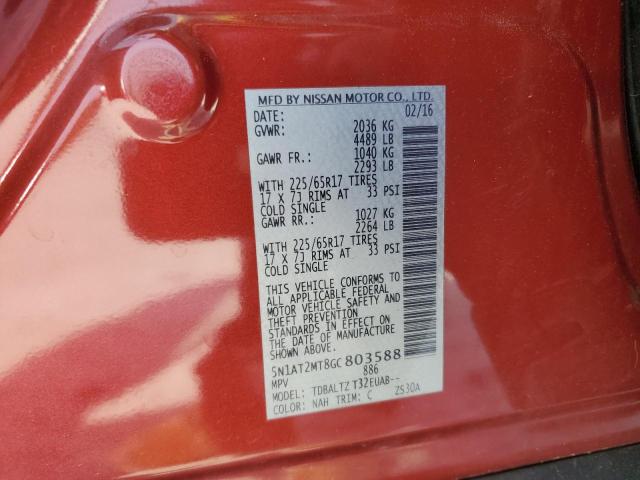 MFD BY NISSAN MOTOR CO., LTD.
DATE: 02/16
GVWR: 2036 KG
4489 LB
GAWR FR.: 1040 KG
2293 LB
WITH 225/65R17 TIRES
17 X 7J RIMS AT 33 PSI
COLD SINGLE
GAWR RR.: 1027 KG
2264 LB
WITH 225/65R17 TIRES
17 X 7J RIMS AT 33 PSI
COLD SINGLE
THIS VEHICLE CONFORMS TO
ALL APPLICABLE FEDERAL
MOTOR VEHICLE SAFETY AND
THEFT PREVENTION
STANDARDS IN EFFECT ON
THE DATE OF MANUFACTURE
SHOWN ABOVE.
5N1AT2MT8GC803588
MPV 886
MODEL: TDBALTZ T32EUAB--
COLOR: NAH TRIM: C ZS30A